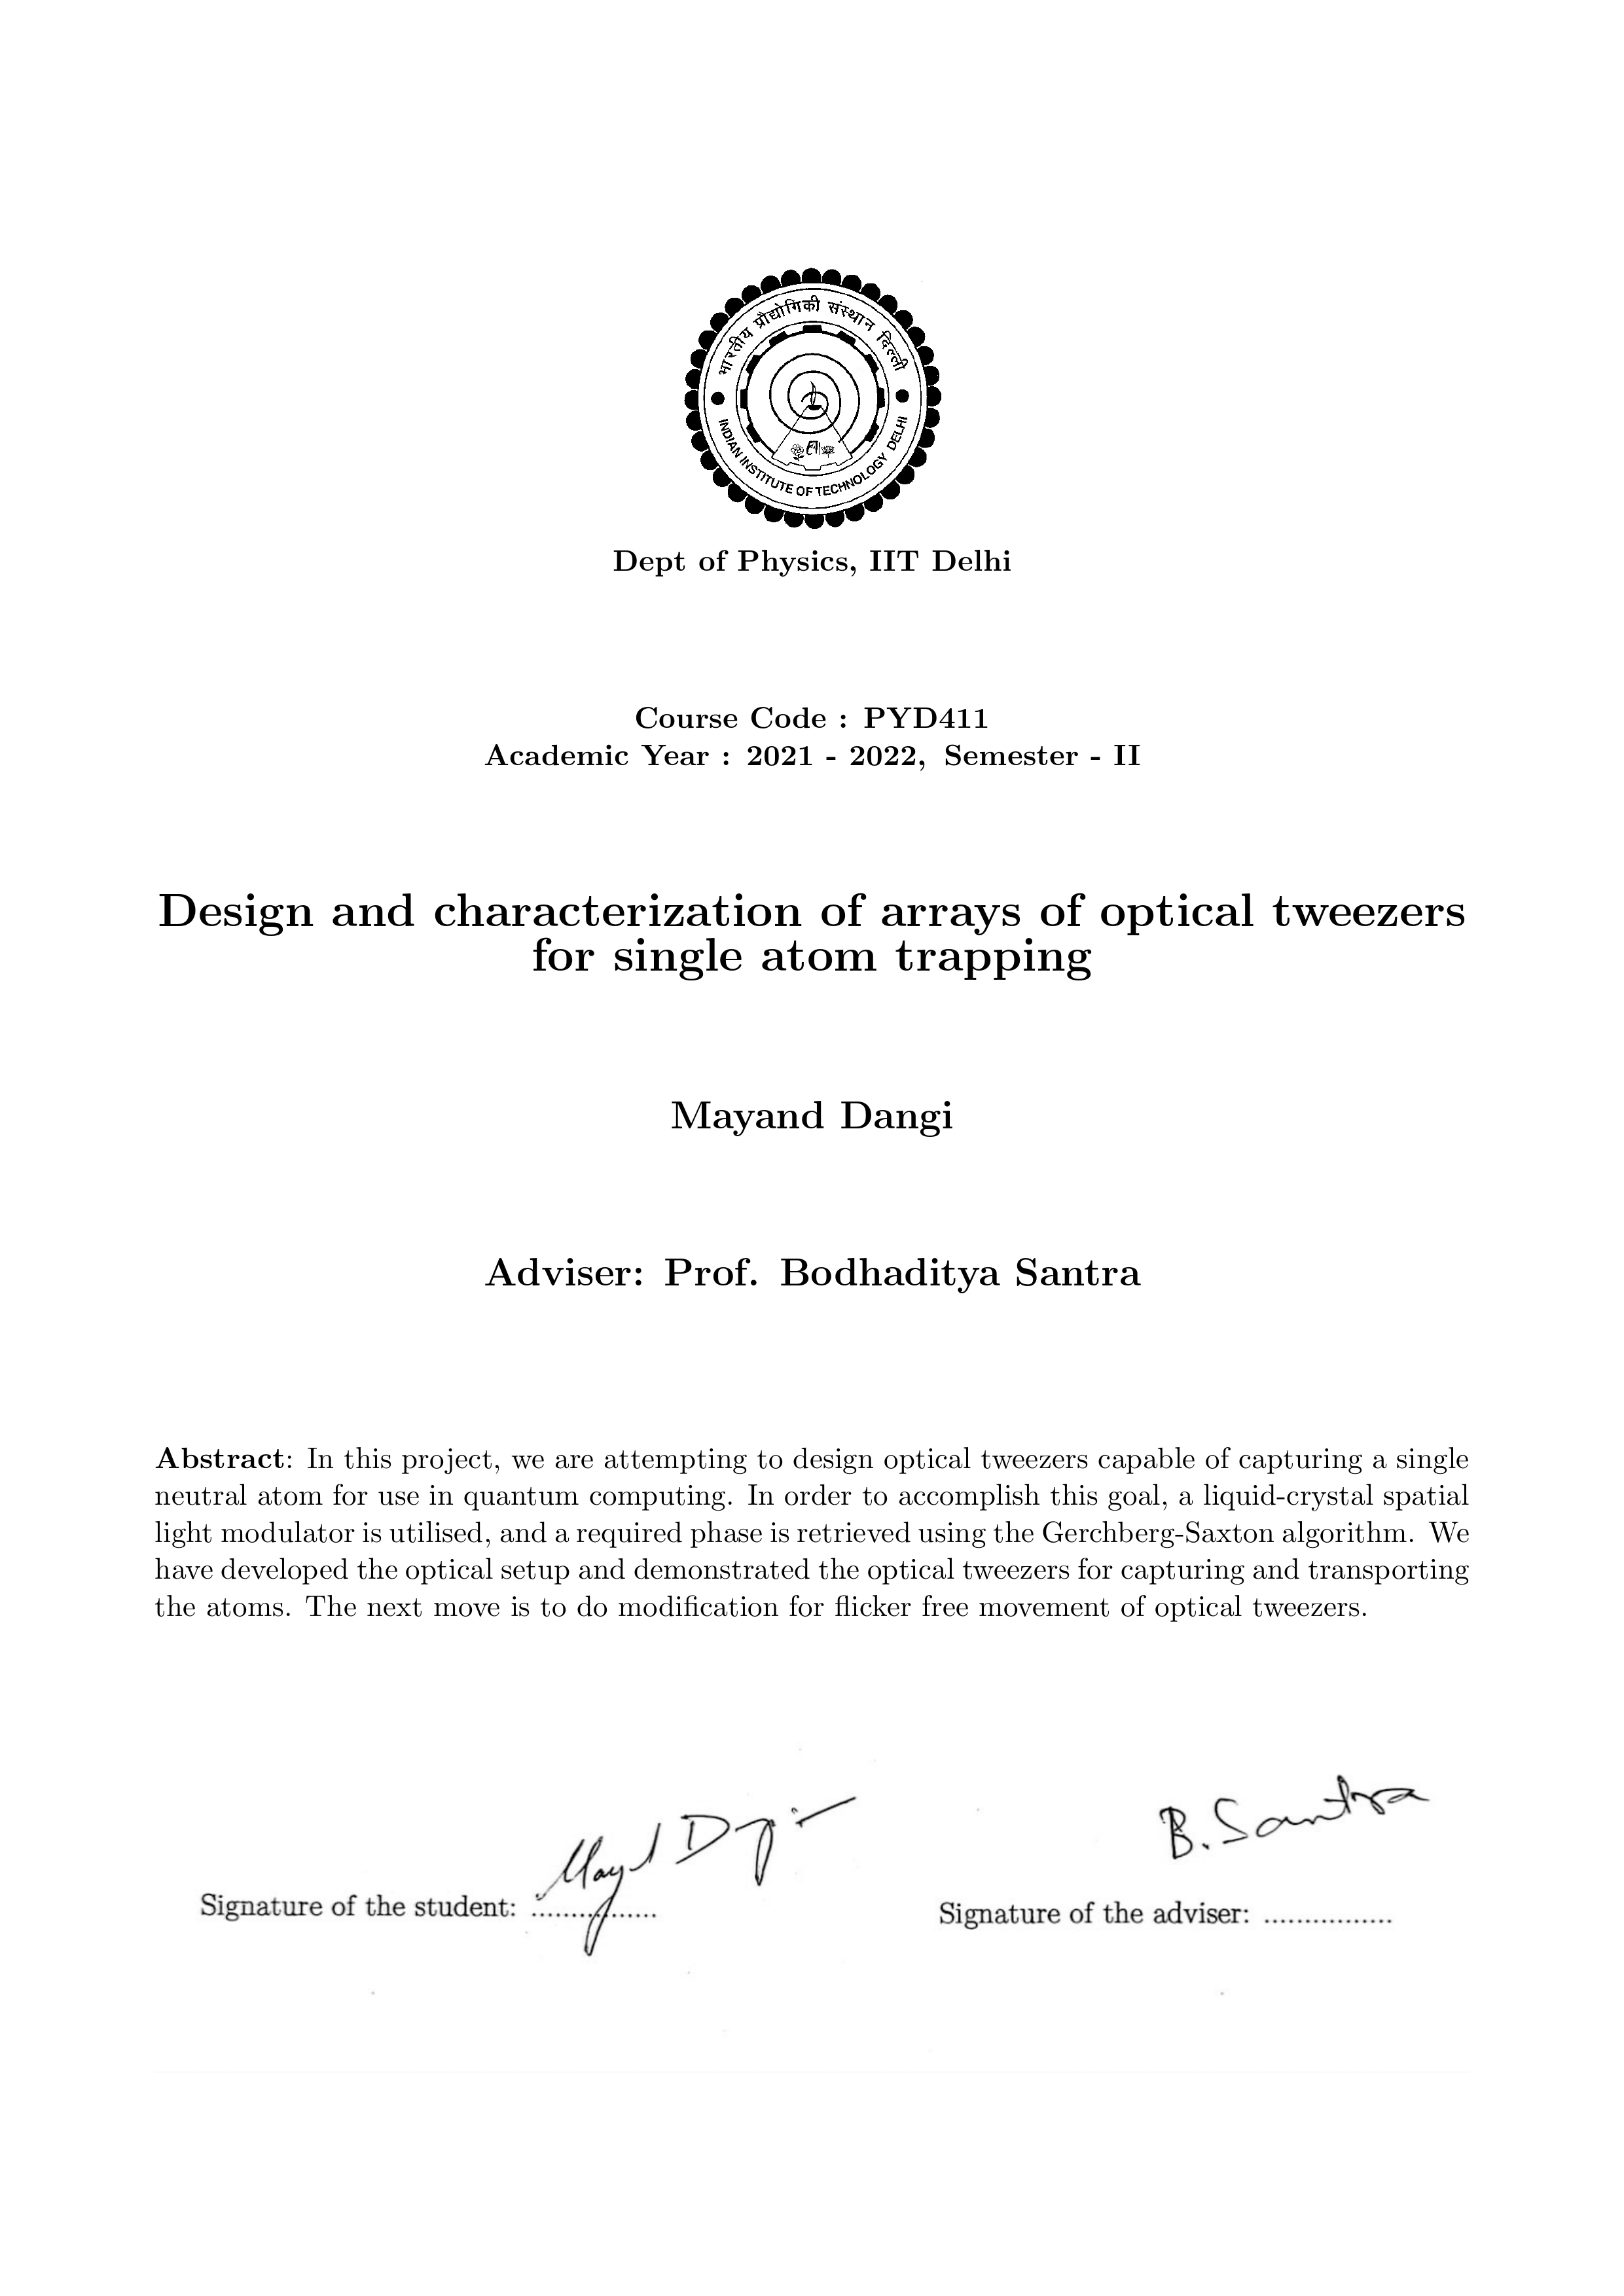 भारतीय प्रौद्योगिकी संस्थान दिल्ली
INDIAN INSTITUTE OF TECHNOLOGY DELHI
Dept of Physics, IIT Delhi
Course Code : PYD411
Academic Year : 2021 - 2022, Semester - II
Design and characterization of arrays of optical tweezers
for single atom trapping
Mayand Dangi
Adviser: Prof. Bodhaditya Santra
Abstract: In this project, we are attempting to design optical tweezers capable of capturing a single
neutral atom for use in quantum computing. In order to accomplish this goal, a liquid-crystal spatial
light modulator is utilised, and a required phase is retrieved using the Gerchberg-Saxton algorithm. We
have developed the optical setup and demonstrated the optical tweezers for capturing and transporting
the atoms. The next move is to do modification for flicker free movement of optical tweezers.
B. Santra
Signature of the student: ................
Signature of the adviser: ................